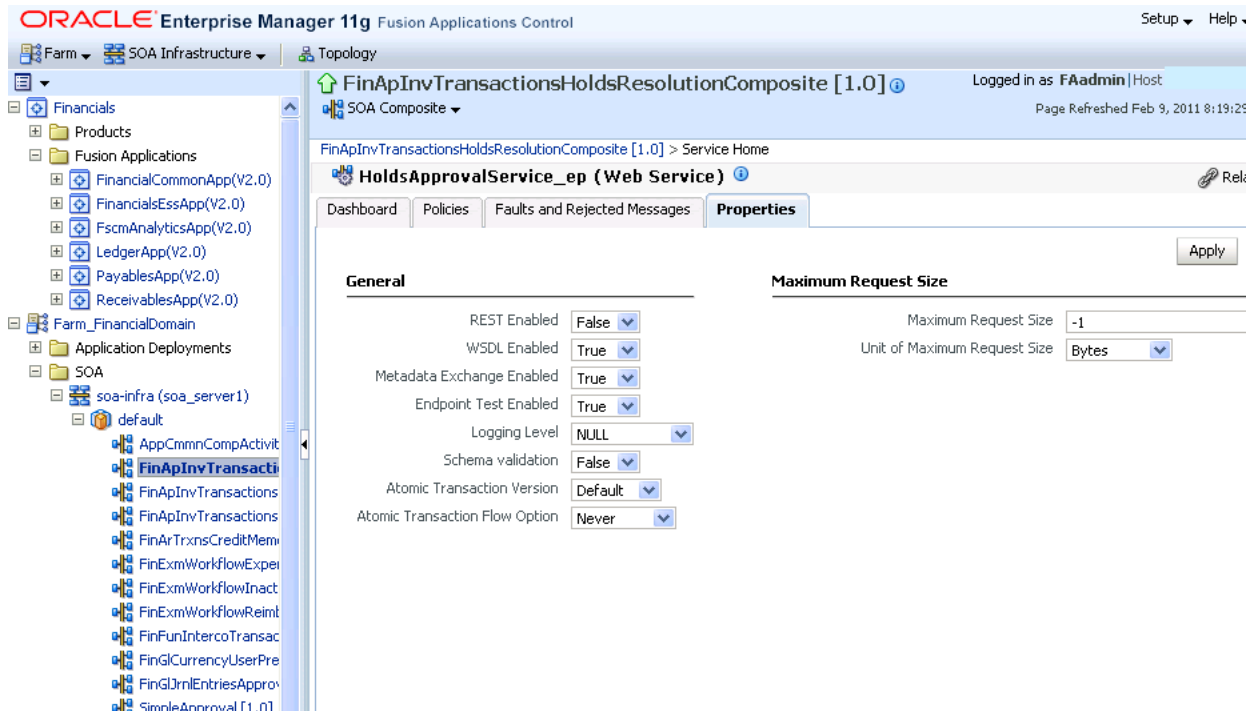 ORACLE Enterprise Manager 11g Fusion Applications Control
Setup Help
Farm SOA Infrastructure Topology
FinApInvTransactionsHoldsResolutionComposite [1.0]
Logged in as FAadmin|Host
SOA Composite
Page Refreshed Feb 9, 2011 8:19:29
Financials
Products
Fusion Applications
FinancialCommonApp(V2.0)
FinancialsEssApp(V2.0)
FscmAnalyticsApp(V2.0)
LedgerApp(V2.0)
PayablesApp(V2.0)
ReceivablesApp(V2.0)
Farm_FinancialDomain
Application Deployments
SOA
soa-infra (soa_server1)
default
AppCmmnCompActivit
FinApInvTransacti
FinApInvTransactions
FinApInvTransactions
FinArTrxnsCreditMem
FinExmWorkflowExper
FinExmWorkflowInact
FinExmWorkflowReimb
FinFunIntercoTransac
FinGlCurrencyUserPre
FinGlJrnlEntriesApprov
SimpleApproval [1.0]
FinApInvTransactionsHoldsResolutionComposite [1.0] > Service Home
HoldsApprovalService_ep (Web Service)
Rela
Dashboard Policies Faults and Rejected Messages Properties
Apply
General
REST Enabled False
WSDL Enabled True
Metadata Exchange Enabled True
Endpoint Test Enabled True
Logging Level NULL
Schema validation False
Atomic Transaction Version Default
Atomic Transaction Flow Option Never
Maximum Request Size
Maximum Request Size -1
Unit of Maximum Request Size Bytes